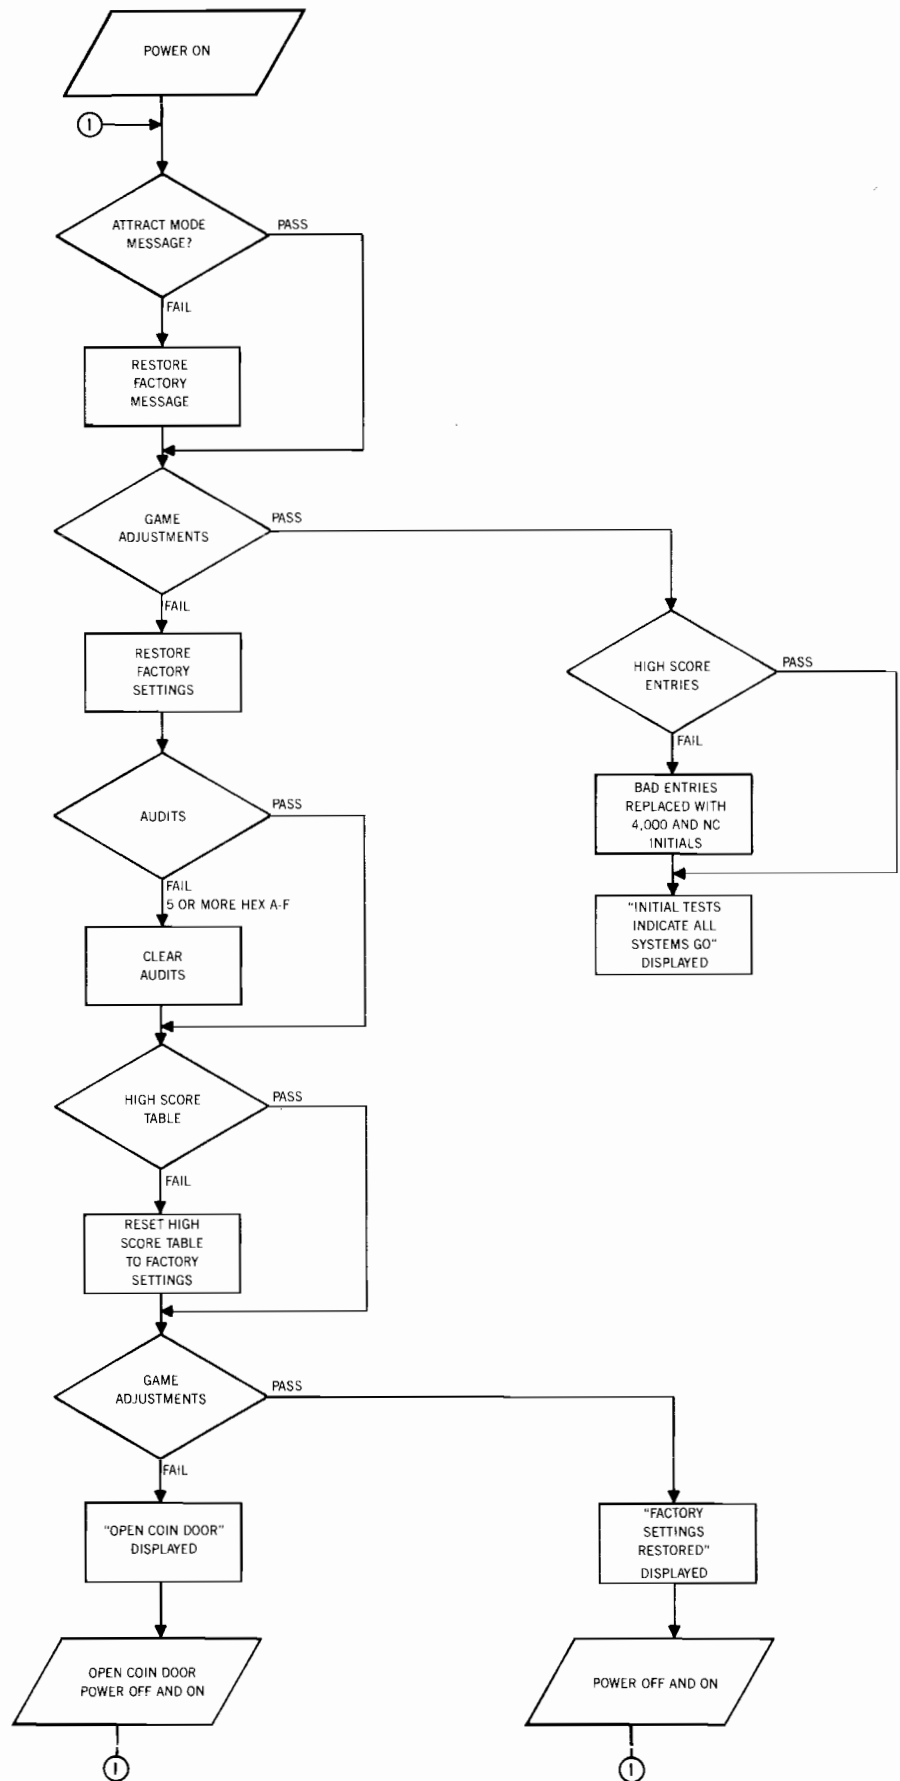 POWER ON
1
ATTRACT MODE
MESSAGE?
PASS
FAIL
RESTORE
FACTORY
MESSAGE
GAME
ADJUSTMENTS
PASS
FAIL
RESTORE
FACTORY
SETTINGS
HIGH SCORE
ENTRIES
PASS
FAIL
BAD ENTRIES
REPLACED WITH
4,000 AND NC
INITIALS
"INITIAL TESTS
INDICATE ALL
SYSTEMS GO"
DISPLAYED
AUDITS
PASS
FAIL
5 OR MORE HEX A-F
CLEAR
AUDITS
HIGH SCORE
TABLE
PASS
FAIL
RESET HIGH
SCORE TABLE
TO FACTORY
SETTINGS
GAME
ADJUSTMENTS
PASS
FAIL
"OPEN COIN DOOR"
DISPLAYED
"FACTORY
SETTINGS
RESTORED"
DISPLAYED
OPEN COIN DOOR
POWER OFF AND ON
1
POWER OFF AND ON
1